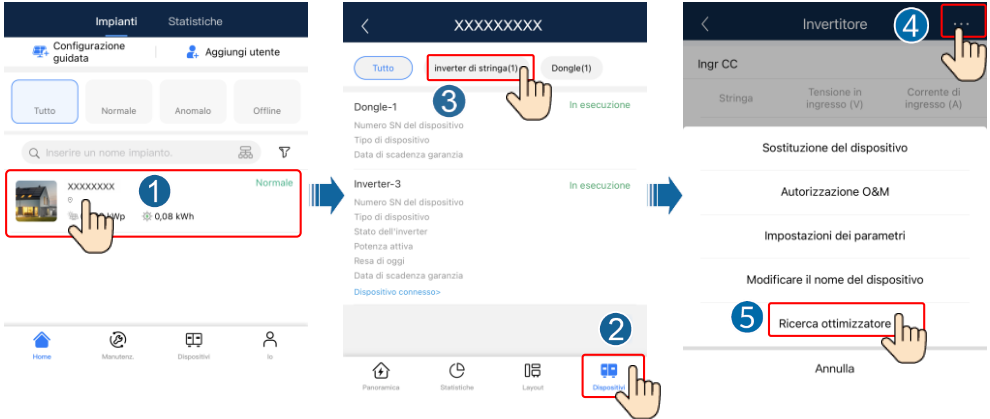 Impianti Statistiche
Configurazione
guidata
Aggiungi utente
Tutto Normale Anomalo Offline
Inserire un nome impianto.
XXXXXXXX
Normale
1
kWp 0,08 kWh
Home Manutenz. Dispositivi Io
XXXXXXXXX
Tutto inverter di stringa(1) Dongle(1)
3
Dongle-1 In esecuzione
Numero SN del dispositivo
Tipo di dispositivo
Data di scadenza garanzia
Inverter-3 In esecuzione
Numero SN del dispositivo
Tipo di dispositivo
Stato dell'inverter
Potenza attiva
Resa di oggi
Data di scadenza garanzia
Dispositivo connesso>
2
Panoramica Statistiche Layout Dispositivi
Invertitore 4 ...
Ingr CC
Stringa
Tensione in
ingresso (V)
Corrente di
ingresso (A)
Sostituzione del dispositivo
Autorizzazione O&M
Impostazioni dei parametri
Modificare il nome del dispositivo
5 Ricerca ottimizzatore
Annulla